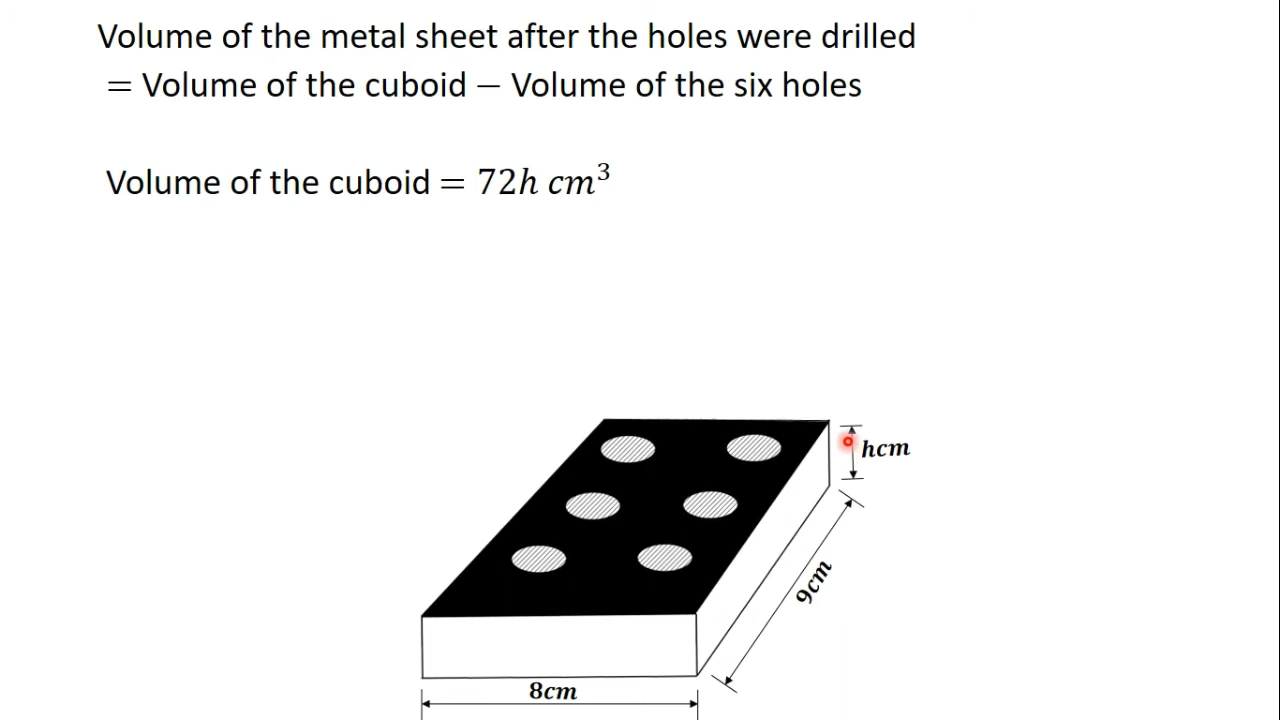 Volume of the metal sheet after the holes were drilled
= Volume of the cuboid − Volume of the six holes
Volume of the cuboid = 72h cm³
hcm
9cm
8cm